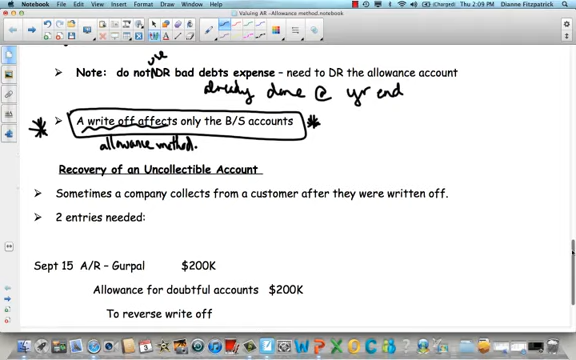 Notebook File Edit View Insert Format Draw Window Help (Charged) Thu 2:09 PM Dianne Fitzpatrick
Valuing AR - Allowance method.notebook
re
Note: do not DR bad debts expense – need to DR the allowance account
already done @ yr end
A write off affects only the B/S accounts
allowance method.
Recovery of an Uncollectible Account
Sometimes a company collects from a customer after they were written off.
2 entries needed:
Sept 15 A/R – Gurpal $200K
Allowance for doubtful accounts $200K
To reverse write off